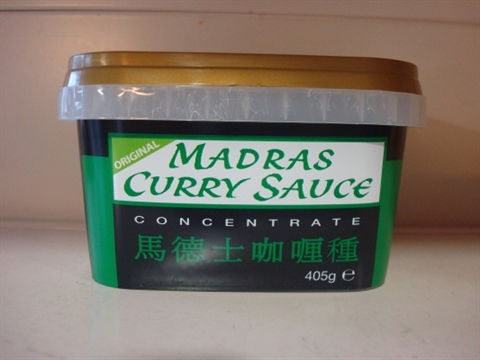 ORIGINAL
MADRAS
CURRY SAUCE
CONCENTRATE
馬德士咖喱種
405g ℮